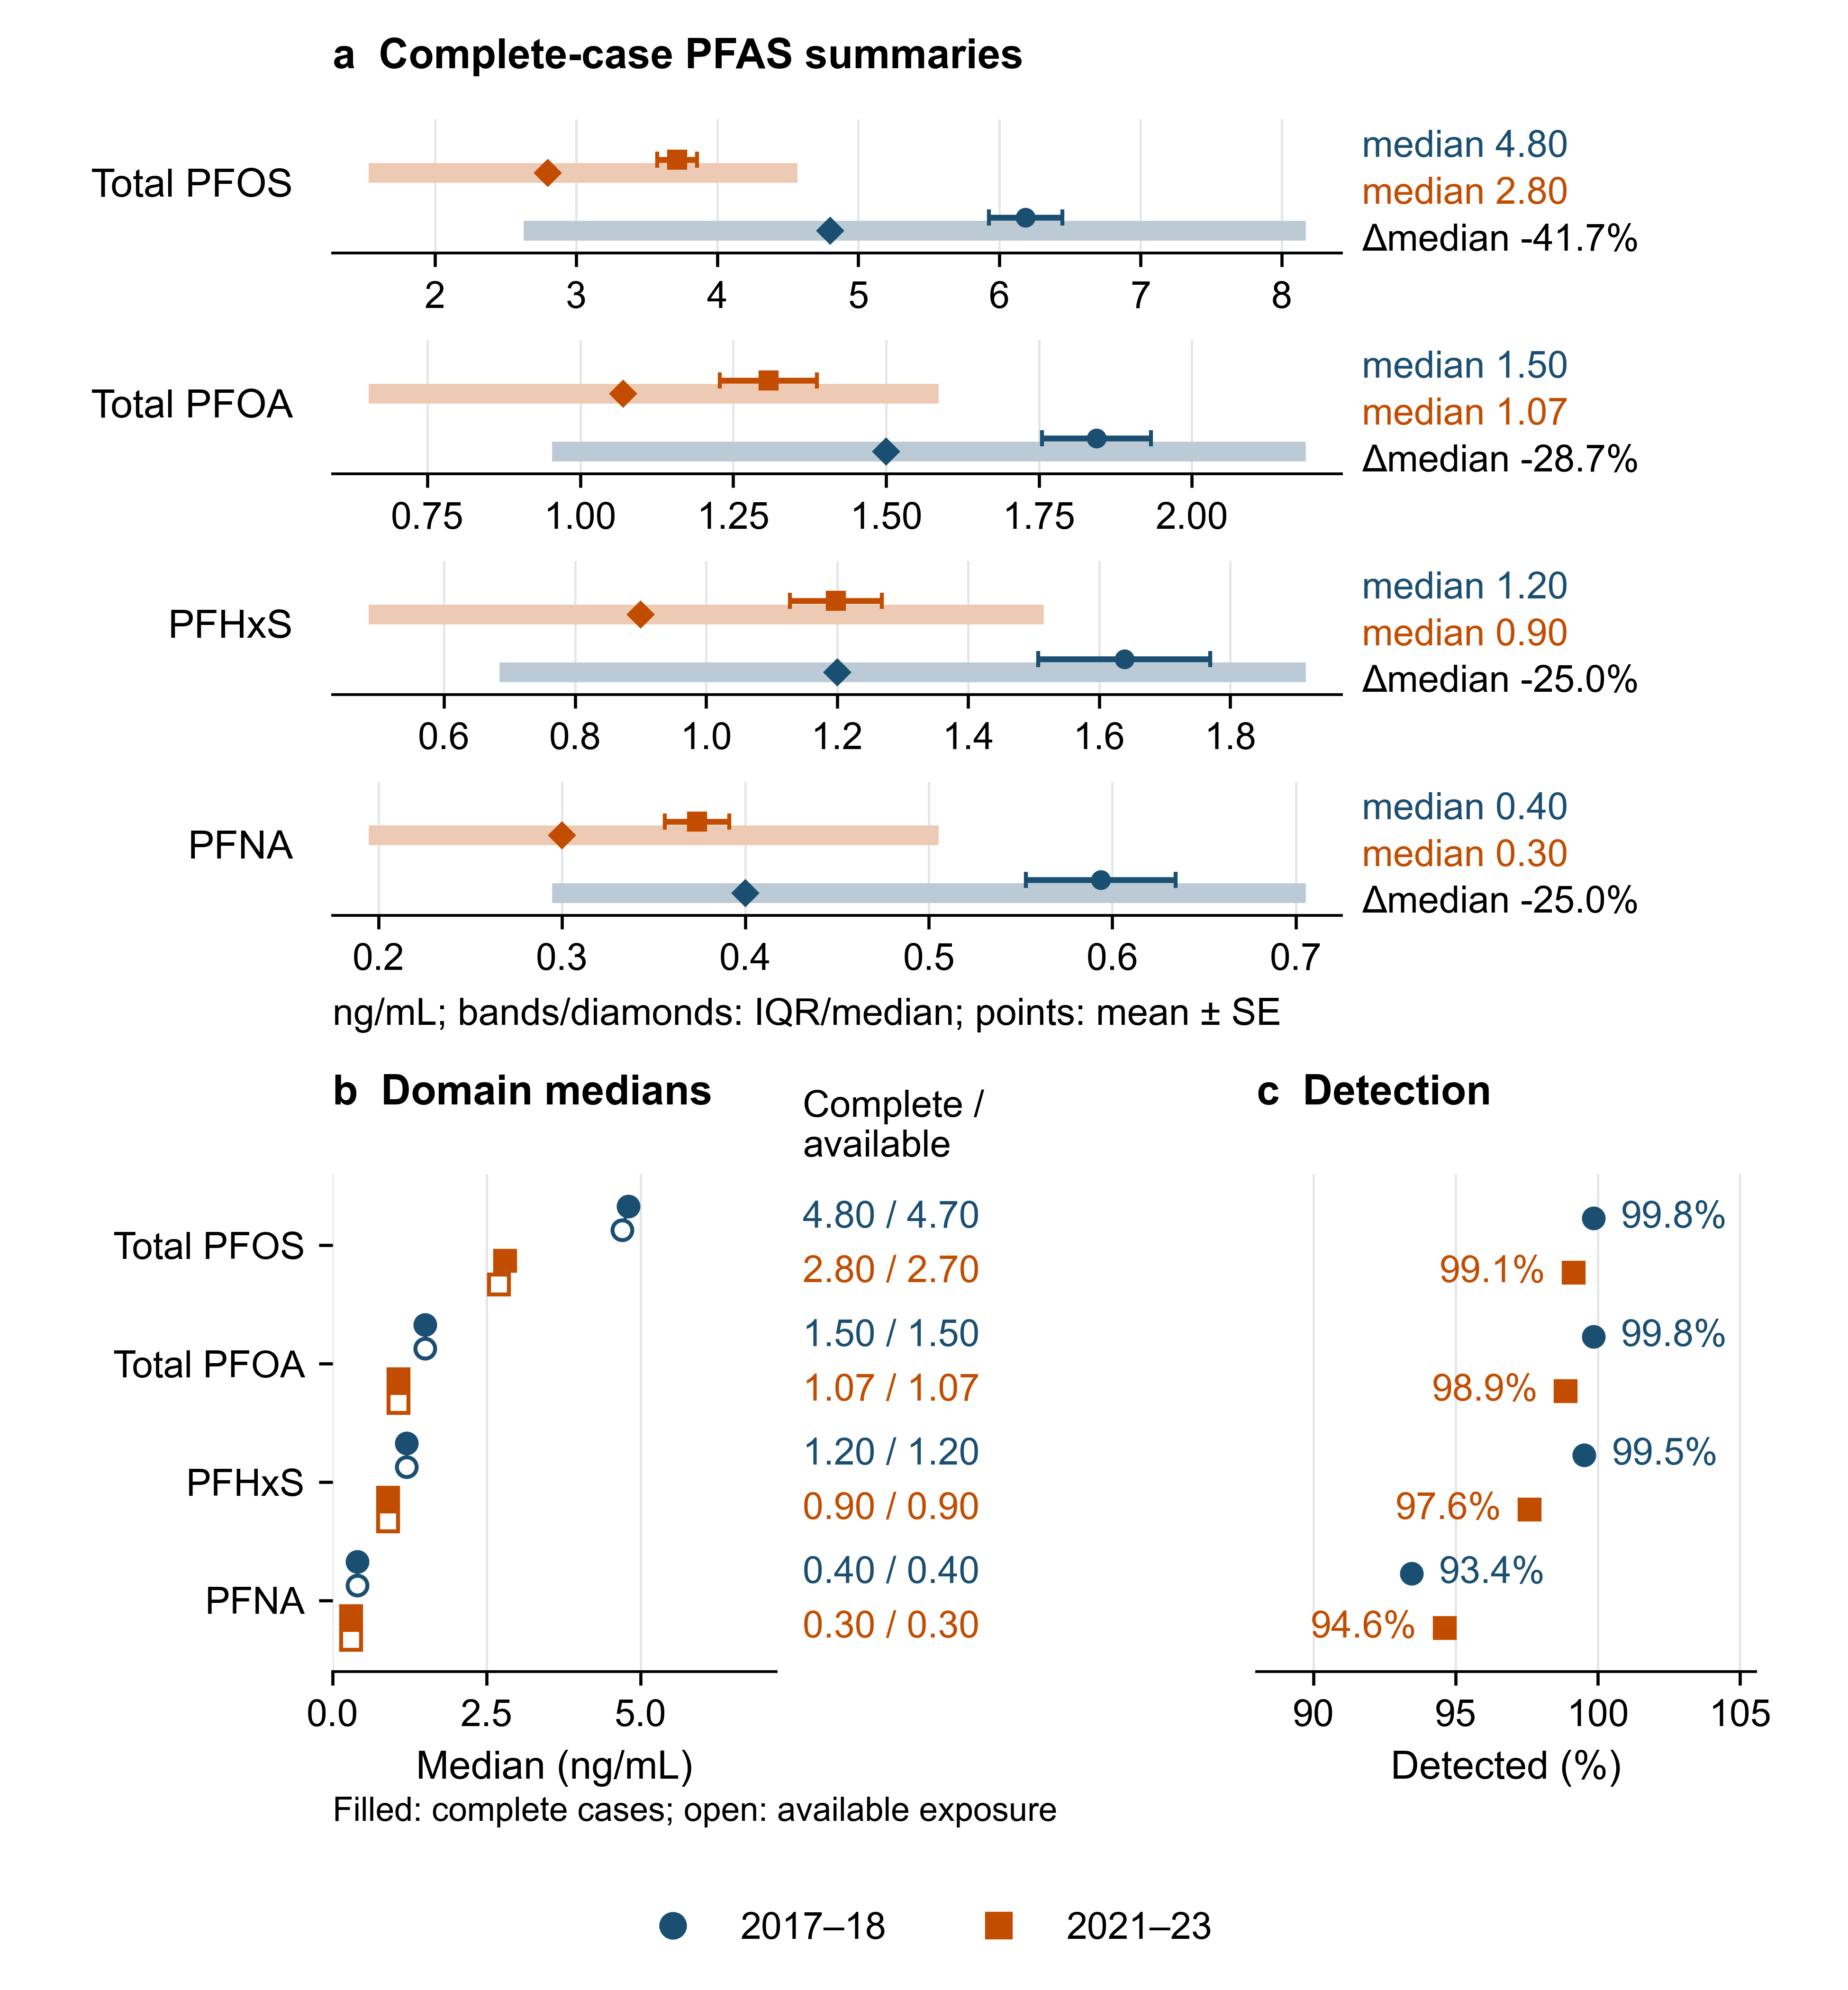 a Complete-case PFAS summaries
Total PFOS
median 4.80
median 2.80
Δmedian -41.7%
2 3 4 5 6 7 8
Total PFOA
median 1.50
median 1.07
Δmedian -28.7%
0.75 1.00 1.25 1.50 1.75 2.00
PFHxS
median 1.20
median 0.90
Δmedian -25.0%
0.6 0.8 1.0 1.2 1.4 1.6 1.8
PFNA
median 0.40
median 0.30
Δmedian -25.0%
0.2 0.3 0.4 0.5 0.6 0.7
ng/mL; bands/diamonds: IQR/median; points: mean ± SE
b Domain medians
Complete /
available
Total PFOS
4.80 / 4.70
2.80 / 2.70
Total PFOA
1.50 / 1.50
1.07 / 1.07
PFHxS
1.20 / 1.20
0.90 / 0.90
PFNA
0.40 / 0.40
0.30 / 0.30
0.0 2.5 5.0
Median (ng/mL)
Filled: complete cases; open: available exposure
c Detection
99.8%
99.1%
99.8%
98.9%
99.5%
97.6%
93.4%
94.6%
90 95 100 105
Detected (%)
2017–18 2021–23